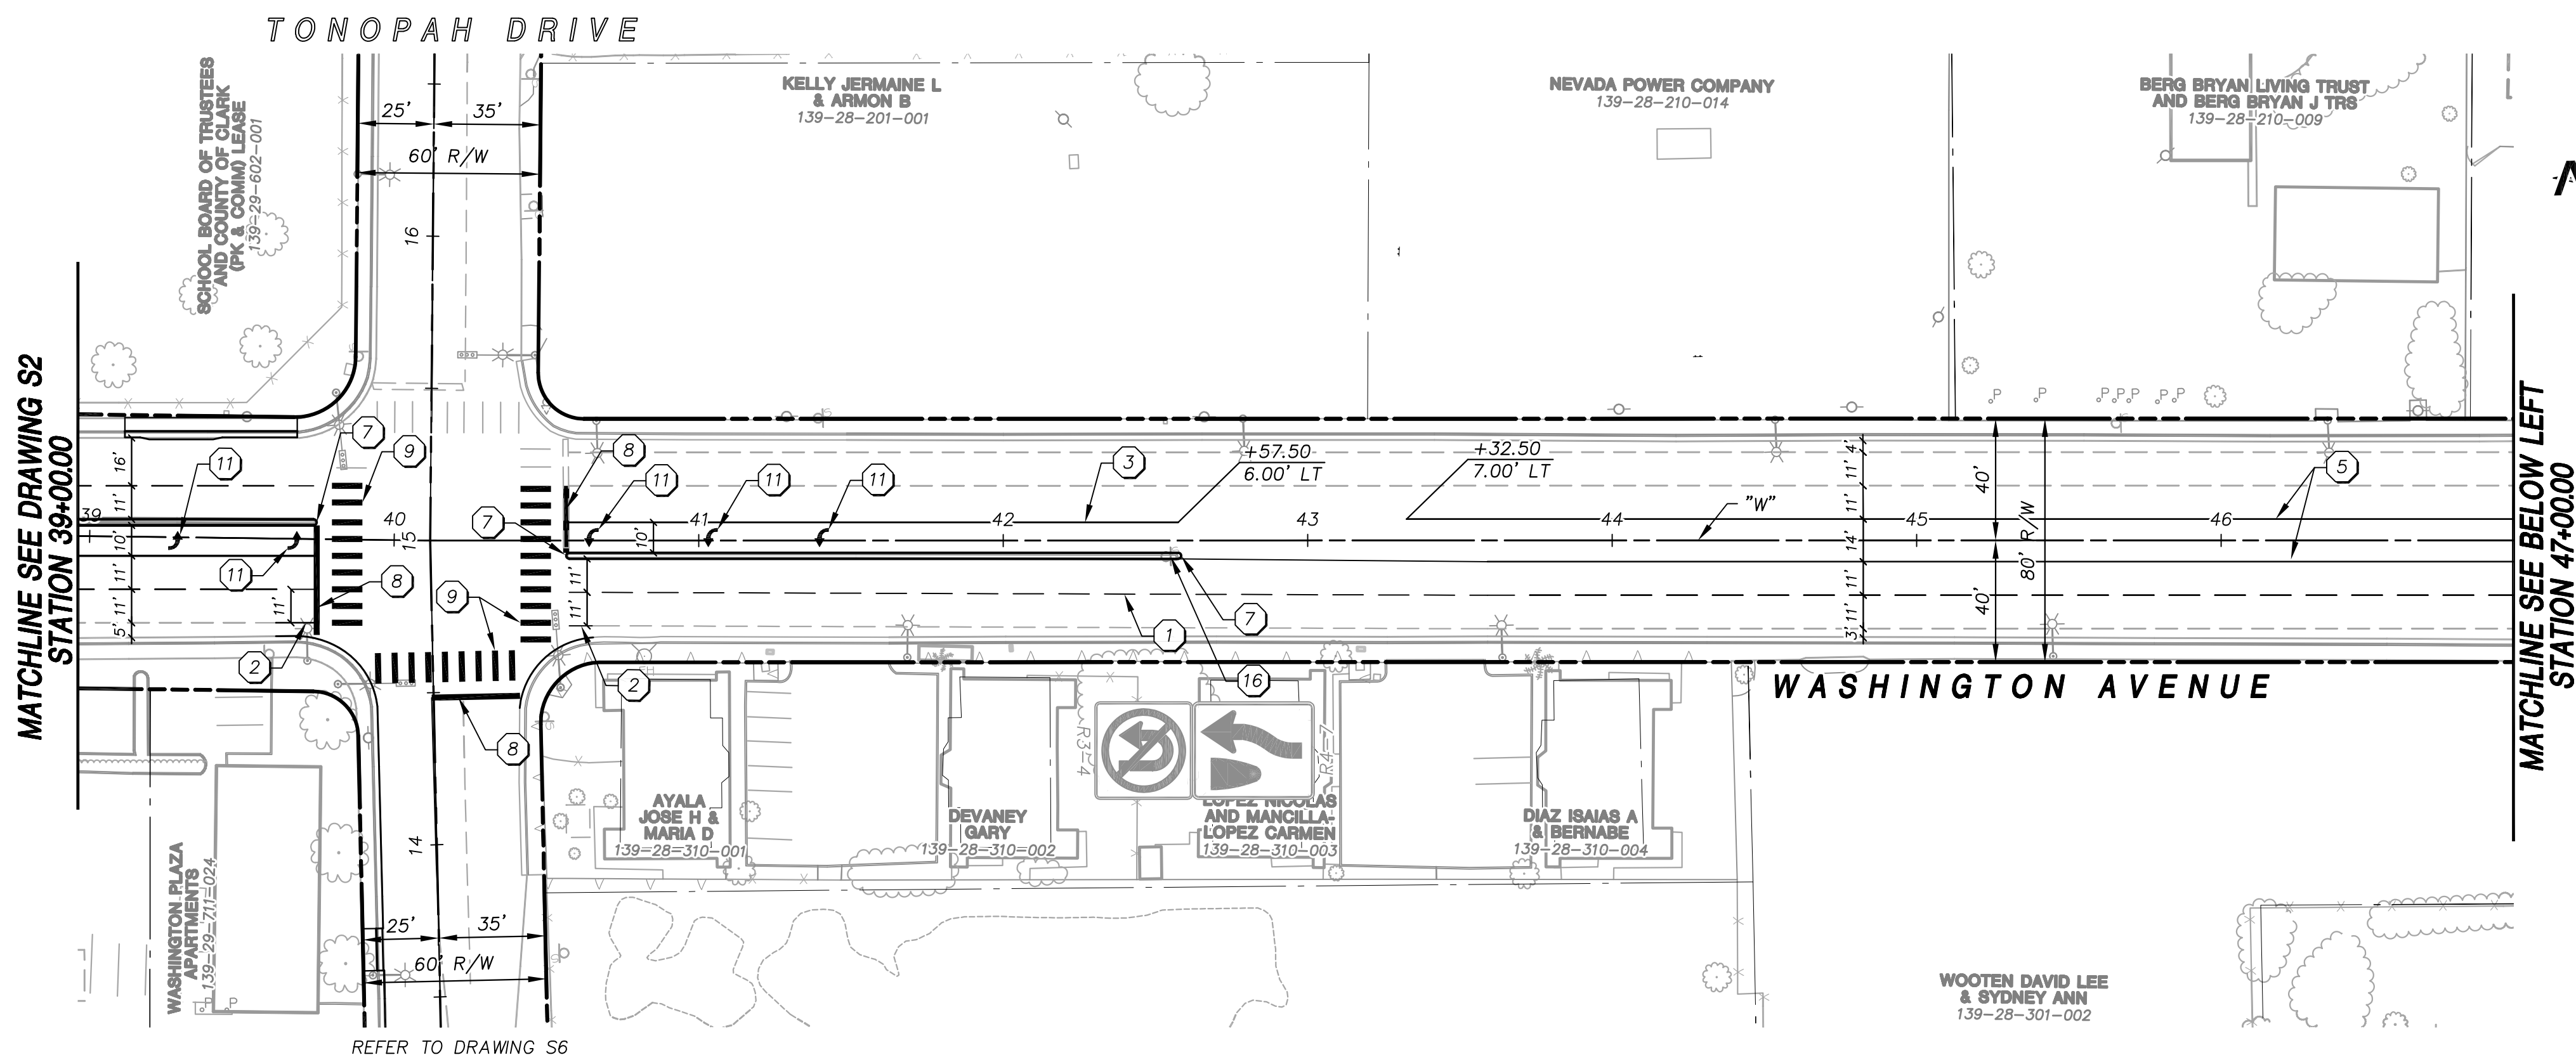 TONOPAH DRIVE
SCHOOL BOARD OF TRUSTEES
AND COUNTY OF CLARK
(PK & COMM) LEASE
139-29-602-001
25'
35'
60' R/W
16
KELLY JERMAINE L
& ARMON B
139-28-201-001
NEVADA POWER COMPANY
139-28-210-014
BERG BRYAN LIVING TRUST
AND BERG BRYAN J TRS
139-28-210-009
P
P
P
P
P
P
P
MATCHLINE SEE DRAWING S2
STATION 39+00.00
16'
11'
10'
11'
11'
5'
11
7
9
8
11
11
11
3
+57.50
6.00' LT
+32.50
7.00' LT
"W"
4'
11'
11'
14'
11'
11'
3'
40'
40'
80' R/W
5
39
40
15
7
10'
41
42
43
44
45
46
11
8
11'
2
9
11'
11'
2
8
1
7
16
WASHINGTON AVENUE
MATCHLINE SEE BELOW LEFT
STATION 47+00.00
R3-4
R4-7
14
AYALA
JOSE H &
MARIA D
139-28-310-001
DEVANEY
GARY
139-28-310-002
LOPEZ NICOLAS
AND MANCILLA-
LOPEZ CARMEN
139-28-310-003
DIAZ ISAIAS A
& BERNABE
139-28-310-004
WASHINGTON PLAZA
APARTMENTS
139-29-711-024
P
P
25'
35'
60' R/W
WOOTEN DAVID LEE
& SYDNEY ANN
139-28-301-002
REFER TO DRAWING S6